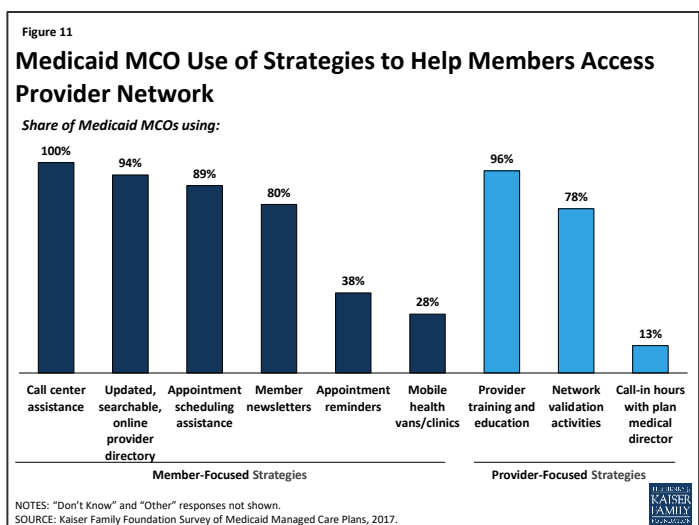 Figure 11
Medicaid MCO Use of Strategies to Help Members Access
Provider Network
Share of Medicaid MCOs using:
100%
94%
89%
80%
38%
28%
96%
78%
13%
Call center
assistance
Updated,
searchable,
online
provider
directory
Appointment
scheduling
assistance
Member
newsletters
Appointment
reminders
Mobile
health
vans/clinics
Provider
training and
education
Network
validation
activities
Call-in hours
with plan
medical
director
Member-Focused Strategies
Provider-Focused Strategies
NOTES: “Don’t Know” and “Other” responses not shown.
SOURCE: Kaiser Family Foundation Survey of Medicaid Managed Care Plans, 2017.
THE HENRY J.
KAISER
FAMILY
FOUNDATION